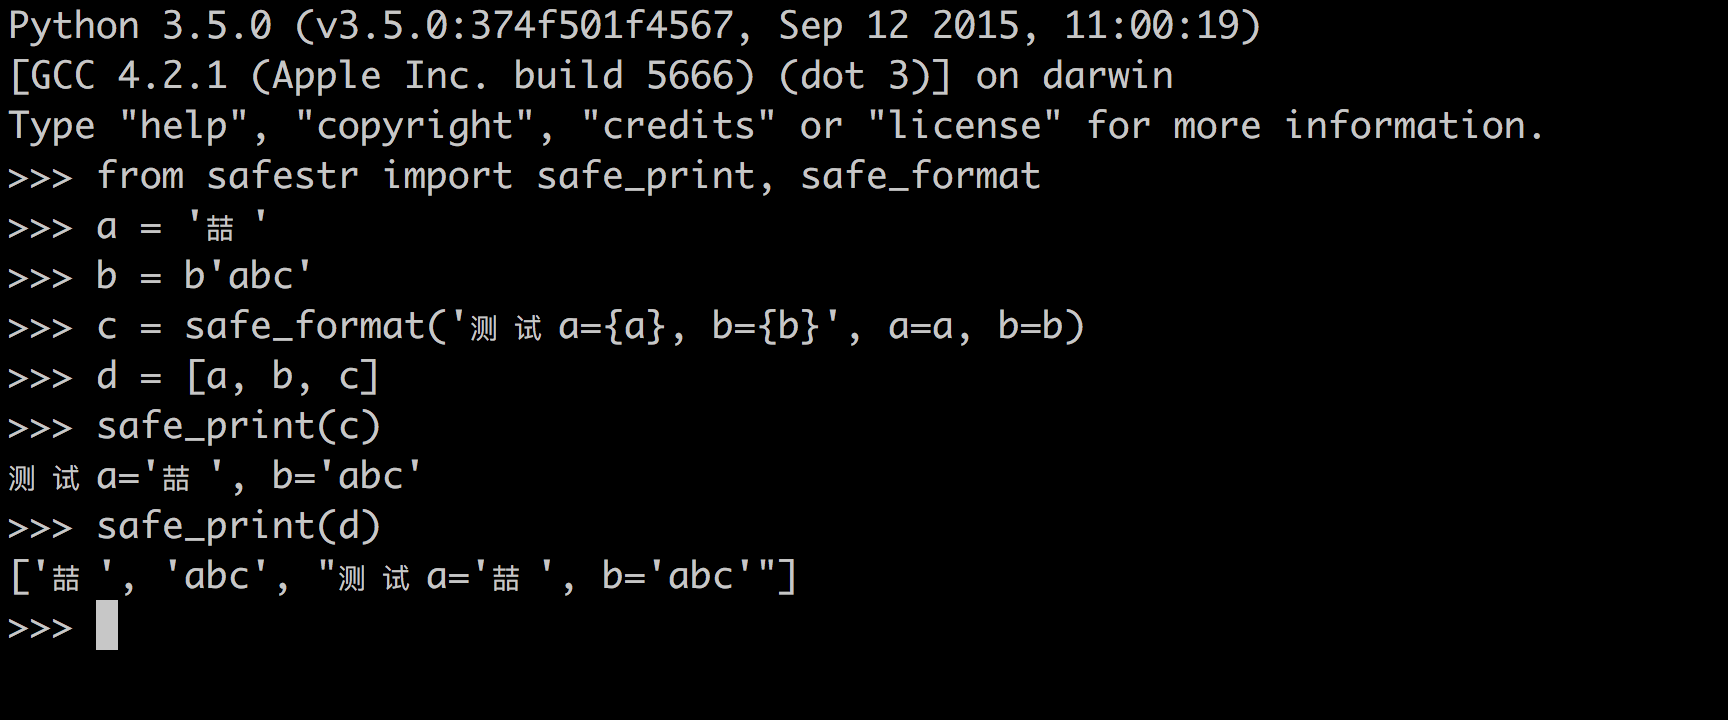 Python 3.5.0 (v3.5.0:374f501f4567, Sep 12 2015, 11:00:19)
[GCC 4.2.1 (Apple Inc. build 5666) (dot 3)] on darwin
Type "help", "copyright", "credits" or "license" for more information.
>>> from safestr import safe_print, safe_format
>>> a = '喆'
>>> b = b'abc'
>>> c = safe_format('测试a={a}, b={b}', a=a, b=b)
>>> d = [a, b, c]
>>> safe_print(c)
测试a='喆', b='abc'
>>> safe_print(d)
['喆', 'abc', "测试a='喆', b='abc'"]
>>>